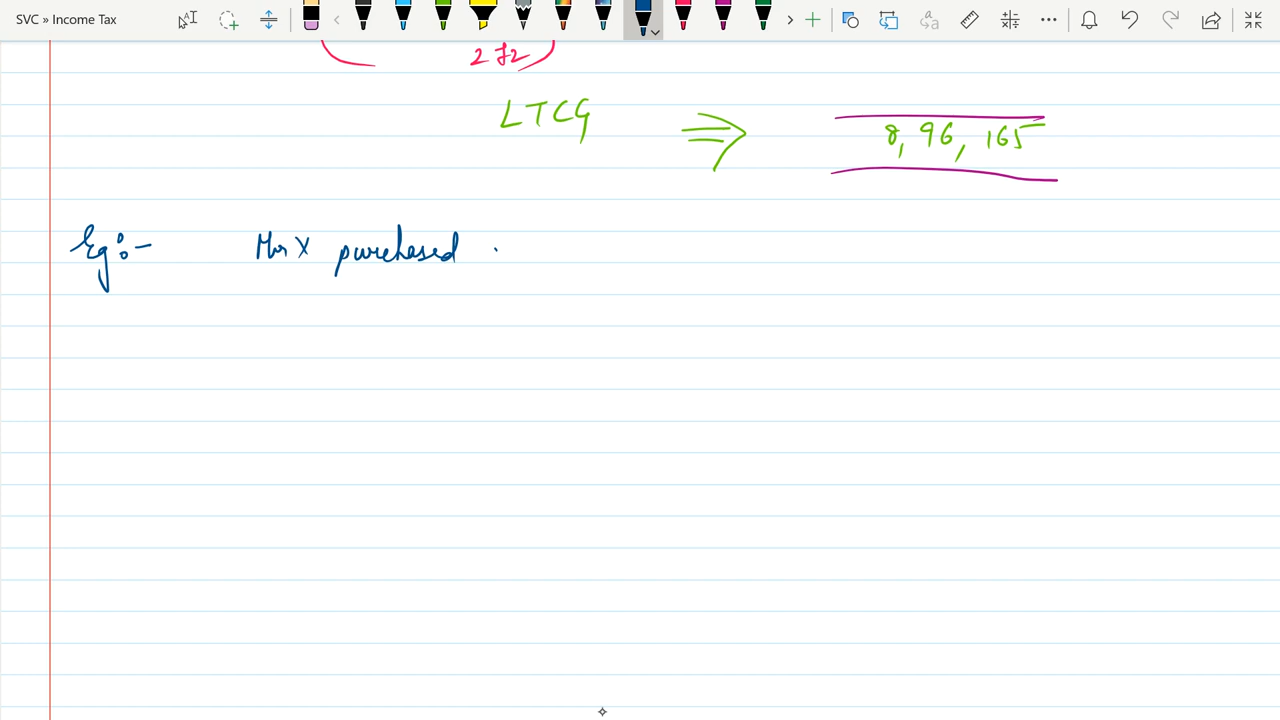 SVC » Income Tax
LTCG ⇒ 8,96,165
Eg:- Mr X purchased